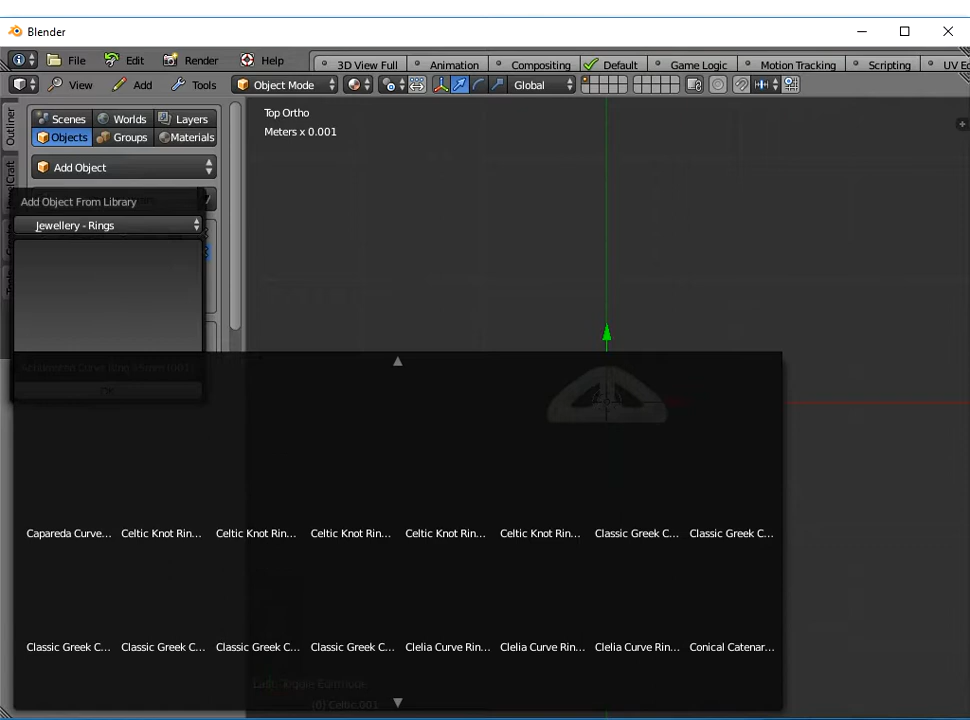 Blender
File Edit Render Help 3D View Full Animation Compositing Default Game Logic Motion Tracking Scripting UV Ed
View Add Tools Object Mode Global
Top Ortho
Meters x 0.001
Outliner
Scenes Worlds Layers
Objects Groups Materials
Add Object
Add Object From Library
Jewellery - Rings
Capareda Curve... Celtic Knot Rin... Celtic Knot Rin... Celtic Knot Rin... Celtic Knot Rin... Celtic Knot Rin... Classic Greek C... Classic Greek C...
Classic Greek C... Classic Greek C... Classic Greek C... Classic Greek C... Clelia Curve Rin... Clelia Curve Rin... Clelia Curve Rin... Conical Catenar...
(0) Celtic.001